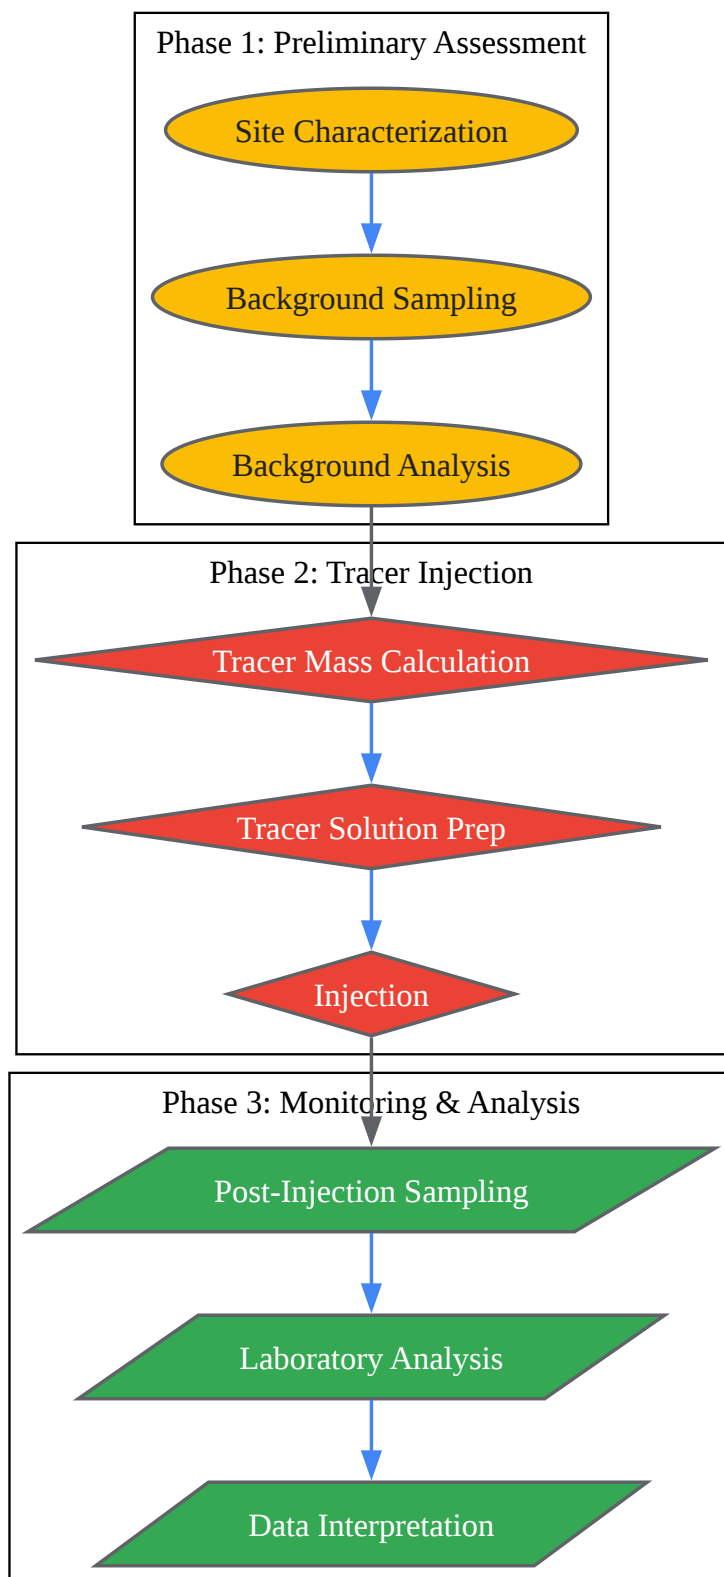 Phase 1: Preliminary Assessment
Site Characterization
Background Sampling
Background Analysis
Phase 2: Tracer Injection
Tracer Mass Calculation
Tracer Solution Prep
Injection
Phase 3: Monitoring & Analysis
Post-Injection Sampling
Laboratory Analysis
Data Interpretation